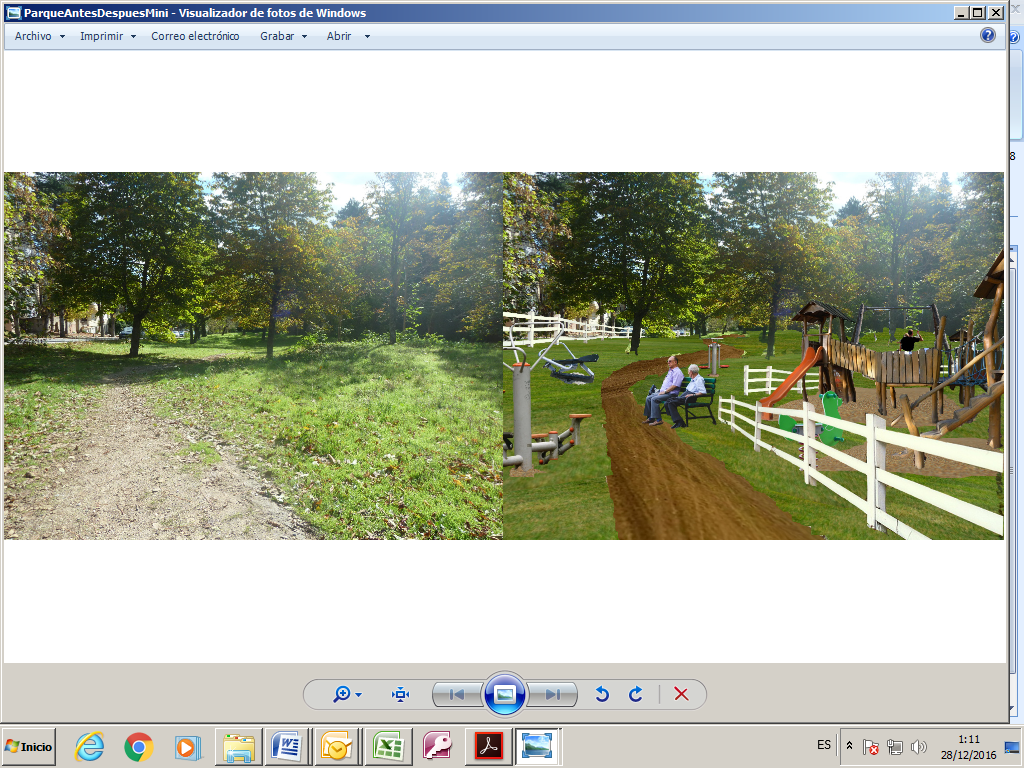 ParqueAntesDespuesMini - Visualizador de fotos de Windows
Archivo Imprimir Correo electrónico Grabar Abrir
8
Inicio
ES
1:11
28/12/2016